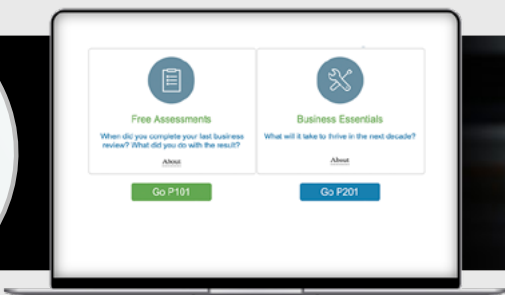 Free Assessments
When did you complete your last business
review? What did you do with the result?
About
Go P101
Business Essentials
What will it take to thrive in the next decade?
About
Go P201